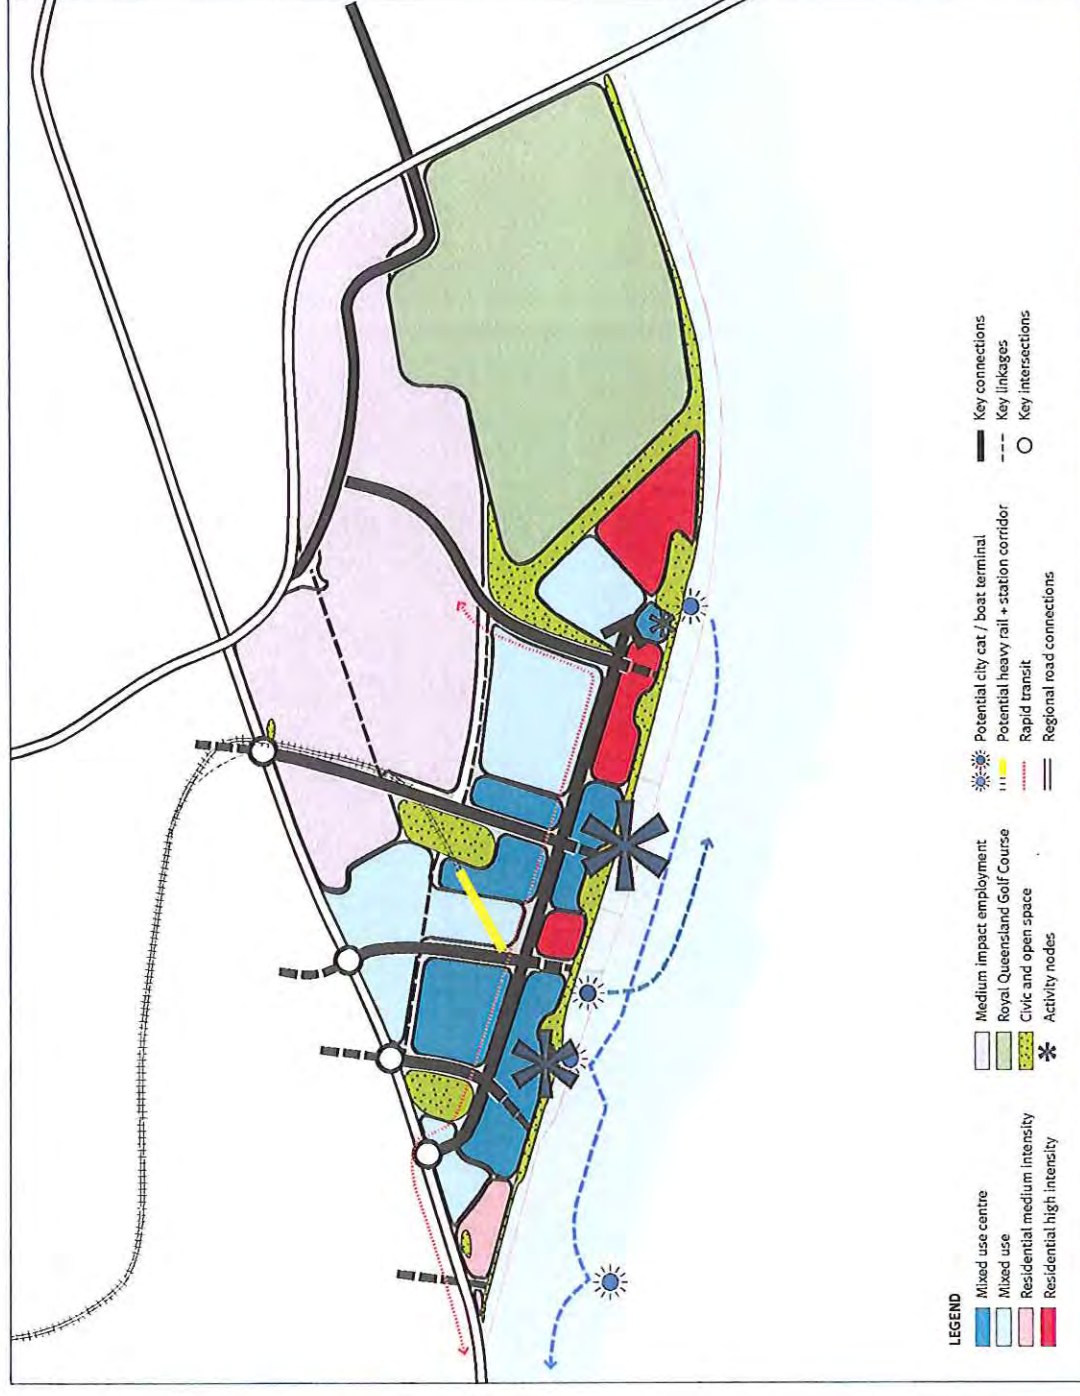 LEGEND
Mixed use centre
Mixed use
Residential medium intensity
Residential high intensity
Medium impact employment
Royal Queensland Golf Course
Civic and open space
Activity nodes
Potential city cat / boat terminal
Potential heavy rail + station corridor
Rapid transit
Regional road connections
Key connections
Key linkages
Key intersections